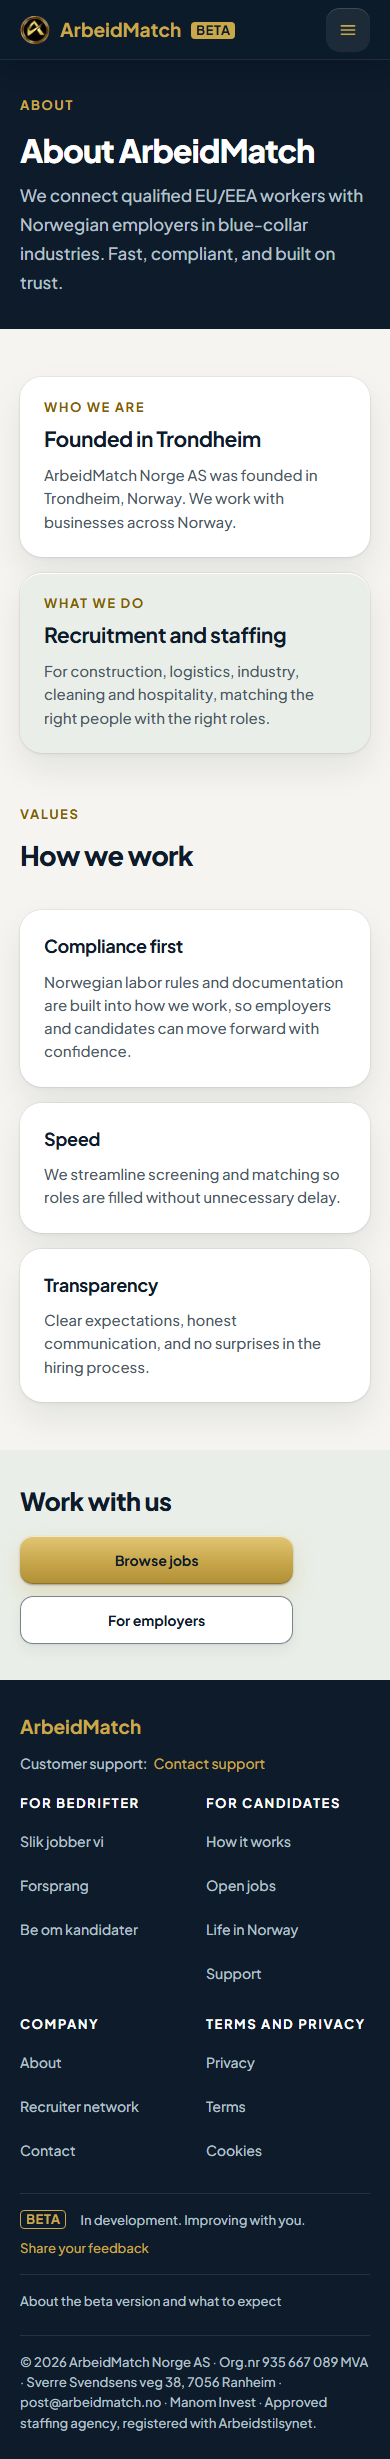 ArbeidMatch BETA
ABOUT
About ArbeidMatch
We connect qualified EU/EEA workers with
Norwegian employers in blue-collar
industries. Fast, compliant, and built on
trust.
WHO WE ARE
Founded in Trondheim
ArbeidMatch Norge AS was founded in
Trondheim, Norway. We work with
businesses across Norway.
WHAT WE DO
Recruitment and staffing
For construction, logistics, industry,
cleaning and hospitality, matching the
right people with the right roles.
VALUES
How we work
Compliance first
Norwegian labor rules and documentation
are built into how we work, so employers
and candidates can move forward with
confidence.
Speed
We streamline screening and matching so
roles are filled without unnecessary delay.
Transparency
Clear expectations, honest
communication, and no surprises in the
hiring process.
Work with us
Browse jobs
For employers
ArbeidMatch
Customer support: Contact support
FOR BEDRIFTER
Slik jobber vi
Forsprang
Be om kandidater
FOR CANDIDATES
How it works
Open jobs
Life in Norway
Support
COMPANY
About
Recruiter network
Contact
TERMS AND PRIVACY
Privacy
Terms
Cookies
BETA In development. Improving with you.
Share your feedback
About the beta version and what to expect
© 2026 ArbeidMatch Norge AS · Org.nr 935 667 089 MVA
· Sverre Svendsens veg 38, 7056 Ranheim ·
post@arbeidmatch.no · Manom Invest · Approved
staffing agency, registered with Arbeidstilsynet.